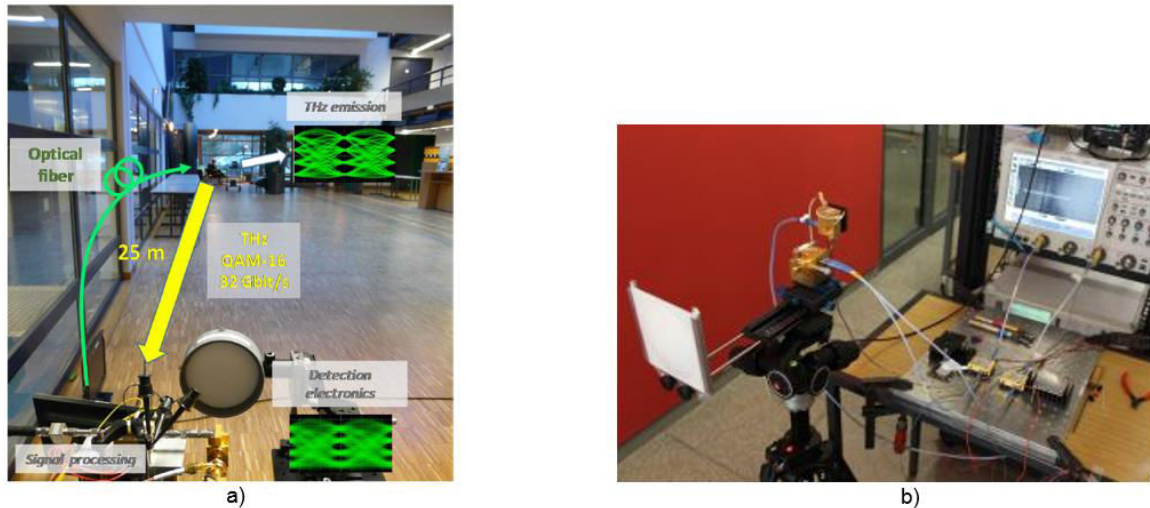 THz emission
Optical
fiber
25 m
THz
QAM-16
32 Gbit/s
Detection
electronics
Signal processing
a)
b)